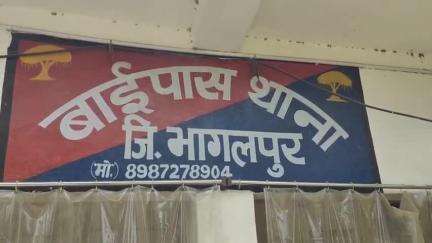 बाईपास थाना
जि. भागलपुर
(मो.) 8987278904